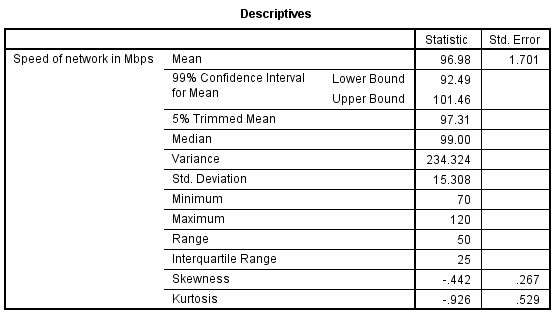 Descriptives
Statistic Std. Error
Speed of network in Mbps Mean 96.98 1.701
99% Confidence Interval Lower Bound 92.49
for Mean Upper Bound 101.46
5% Trimmed Mean 97.31
Median 99.00
Variance 234.324
Std. Deviation 15.308
Minimum 70
Maximum 120
Range 50
Interquartile Range 25
Skewness -.442 .267
Kurtosis -.926 .529